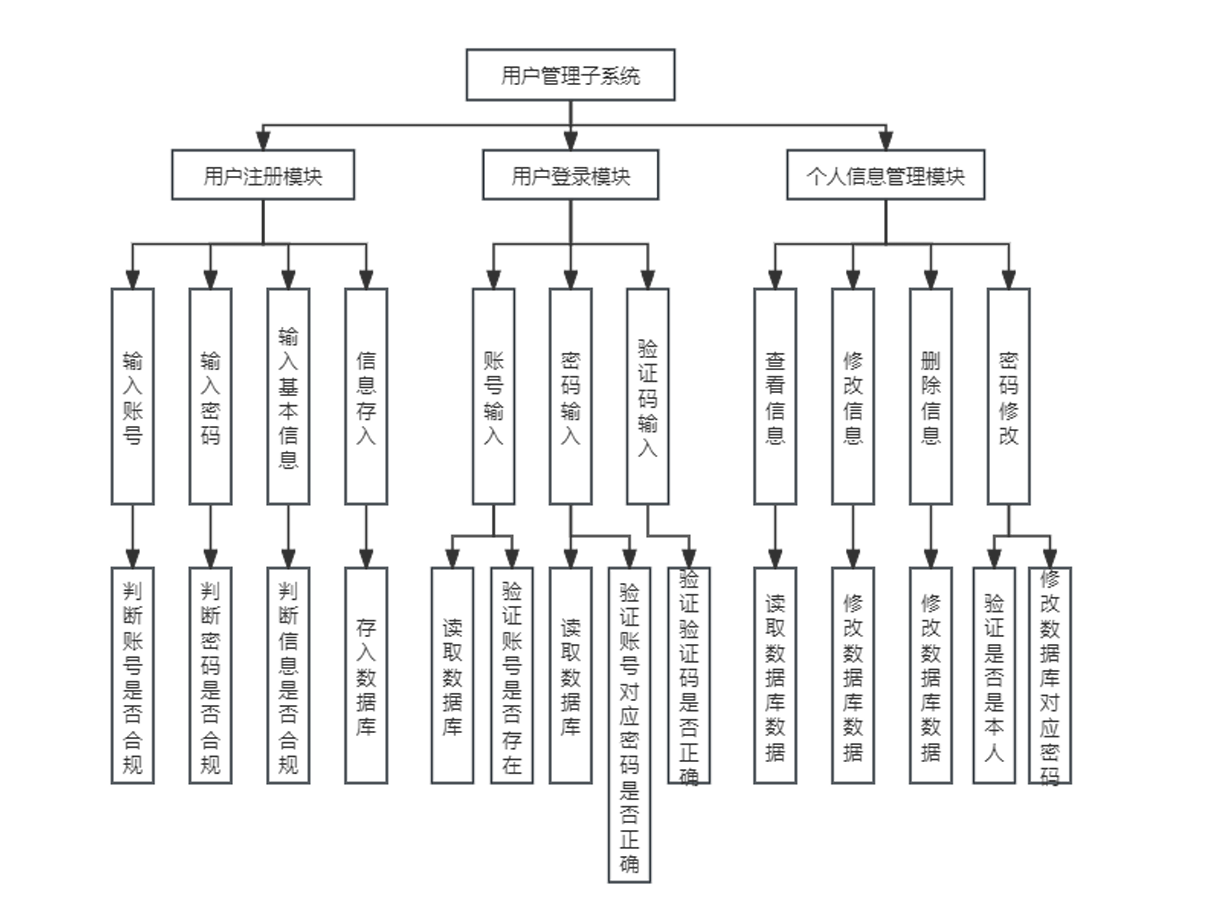 用户管理子系统
用户注册模块
用户登录模块
个人信息管理模块
输入账号
输入密码
输入基本信息
信息存入
账号输入
密码输入
验证码输入
查看信息
修改信息
删除信息
密码修改
判断账号是否合规
判断密码是否合规
判断信息是否合规
存入数据库
读取数据库
验证账号是否存在
读取数据库
验证账号对应密码是否正确
验证验证码是否正确
读取数据库数据
修改数据库数据
修改数据库数据
验证是否是本人
修改数据库对应密码